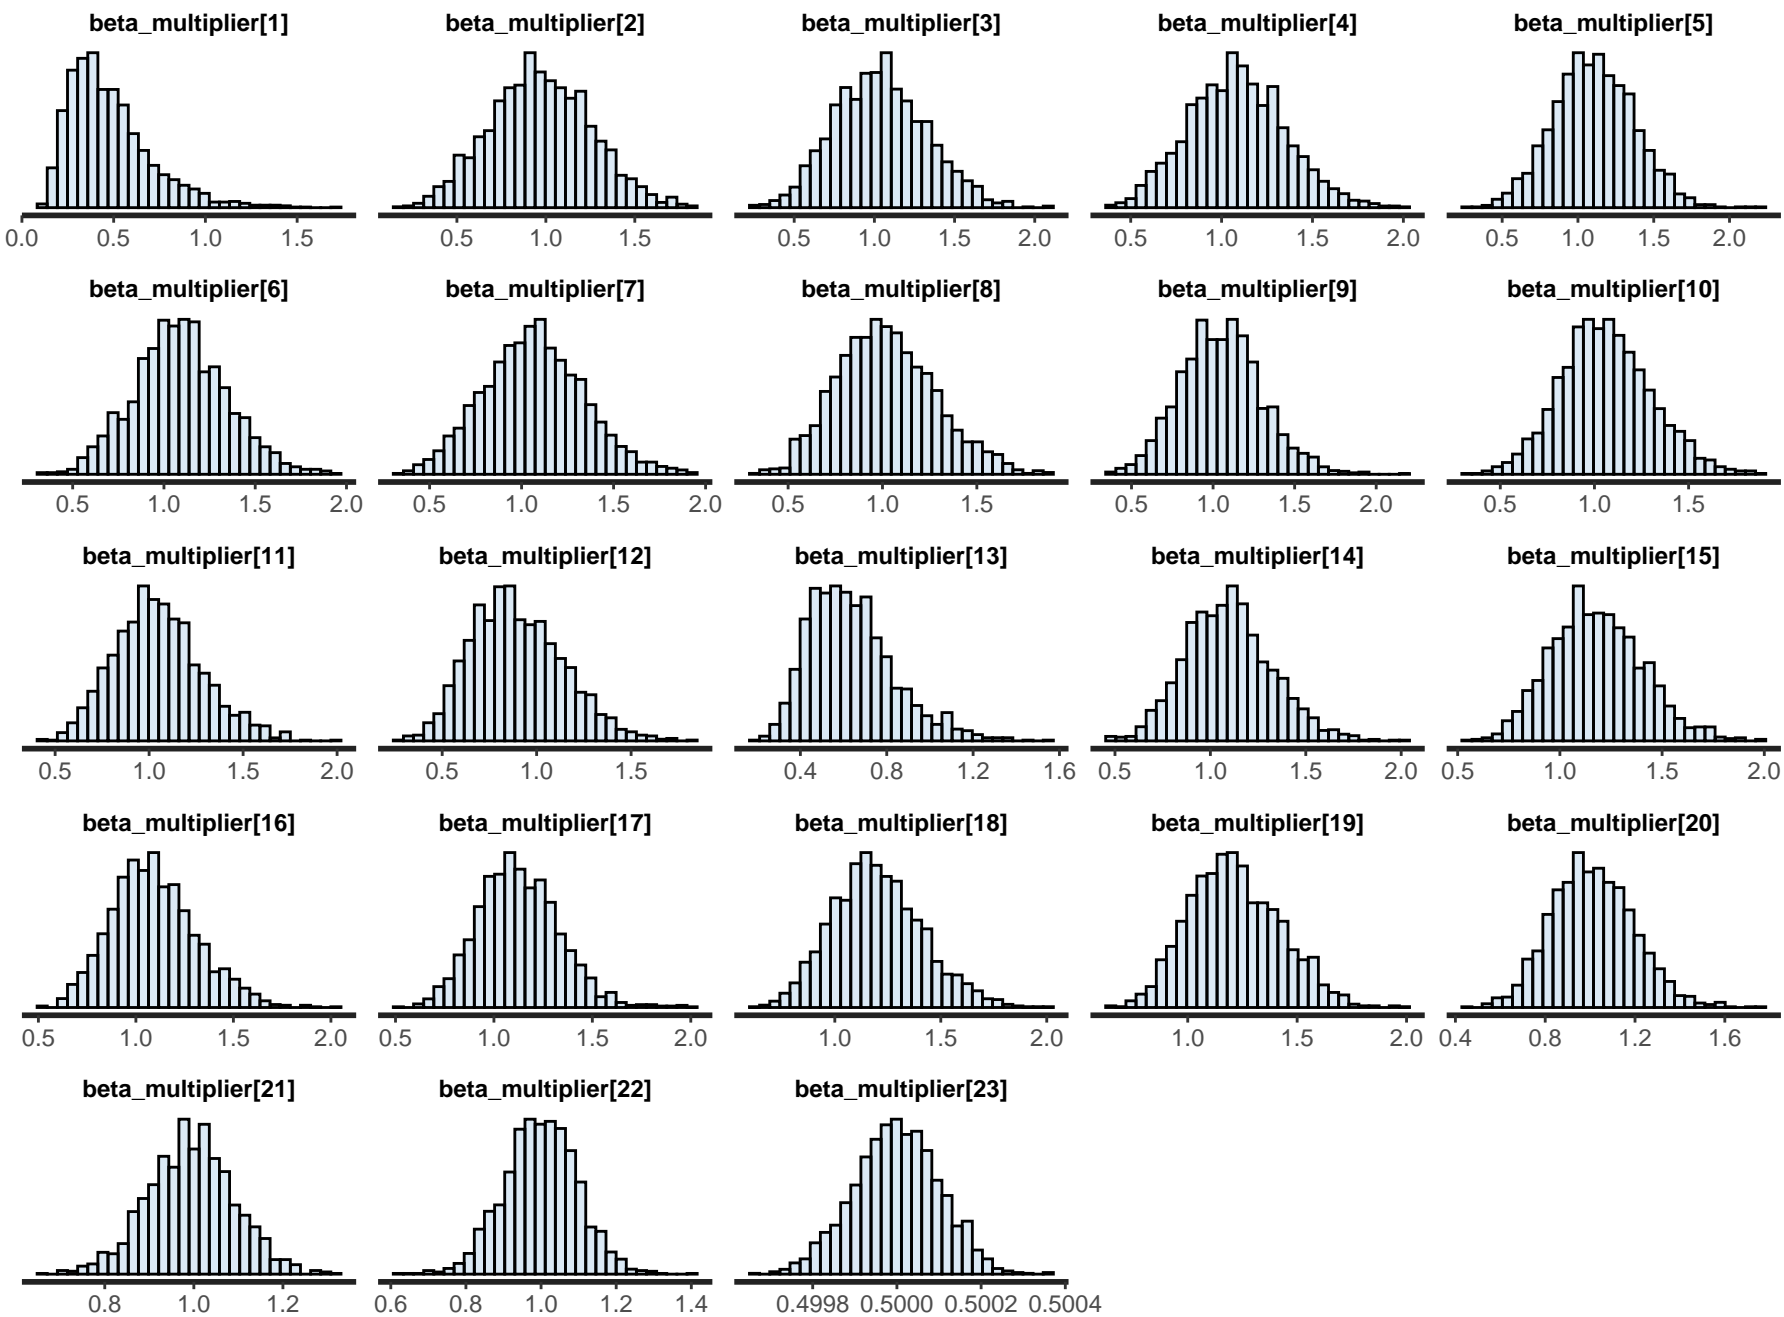 beta_multiplier[1] beta_multiplier[2] beta_multiplier[3] beta_multiplier[4] beta_multiplier[5]
0.0 0.5 1.0 1.5 0.5 1.0 1.5 0.5 1.0 1.5 2.0 0.5 1.0 1.5 2.0 0.5 1.0 1.5 2.0
beta_multiplier[6] beta_multiplier[7] beta_multiplier[8] beta_multiplier[9] beta_multiplier[10]
0.5 1.0 1.5 2.0 0.5 1.0 1.5 2.0 0.5 1.0 1.5 0.5 1.0 1.5 2.0 0.5 1.0 1.5
beta_multiplier[11] beta_multiplier[12] beta_multiplier[13] beta_multiplier[14] beta_multiplier[15]
0.5 1.0 1.5 2.0 0.5 1.0 1.5 0.4 0.8 1.2 1.6 0.5 1.0 1.5 2.0 0.5 1.0 1.5 2.0
beta_multiplier[16] beta_multiplier[17] beta_multiplier[18] beta_multiplier[19] beta_multiplier[20]
0.5 1.0 1.5 2.0 0.5 1.0 1.5 2.0 1.0 1.5 2.0 1.0 1.5 2.0 0.4 0.8 1.2 1.6
beta_multiplier[21] beta_multiplier[22] beta_multiplier[23]
0.8 1.0 1.2 0.6 0.8 1.0 1.2 1.4 0.4998 0.5000 0.5002 0.5004